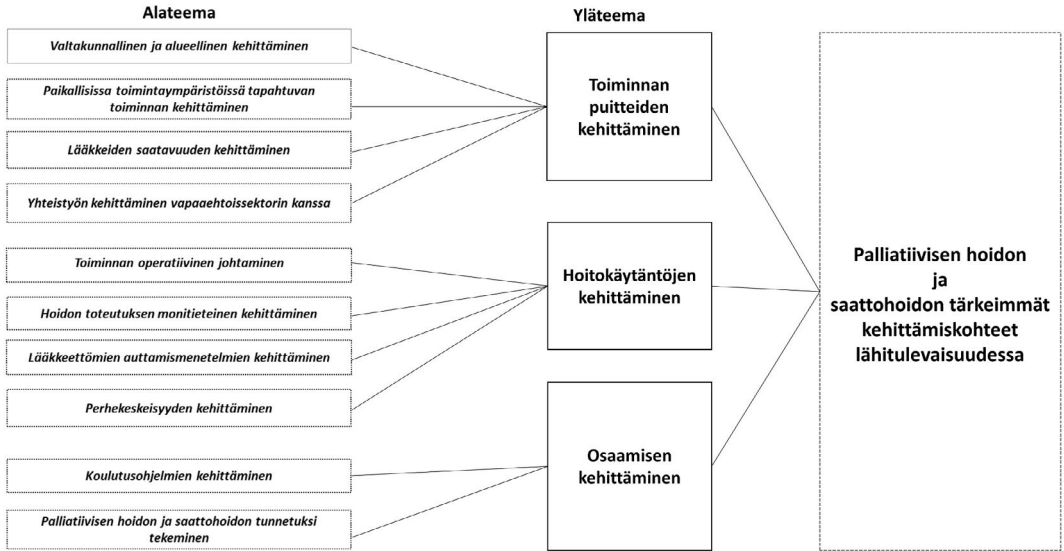 Alateema
Yläteema
Valtakunnallinen ja alueellinen kehittäminen
Paikallisissa toimintaympäristöissä tapahtuvan
toiminnan kehittäminen
Lääkkeiden saatavuuden kehittäminen
Yhteistyön kehittäminen vapaaehtoissektorin kanssa
Toiminnan
puitteiden
kehittäminen
Toiminnan operatiivinen johtaminen
Hoidon toteutuksen monitieteinen kehittäminen
Lääkkeettömien auttamismenetelmien kehittäminen
Perhekeskeisyyden kehittäminen
Hoitokäytäntöjen
kehittäminen
Koulutusohjelmien kehittäminen
Palliatiivisen hoidon ja saattohoidon tunnetuksi
tekeminen
Osaamisen
kehittäminen
Palliatiivisen hoidon
ja
saattohoidon tärkeimmät
kehittämiskohteet
lähitulevaisuudessa